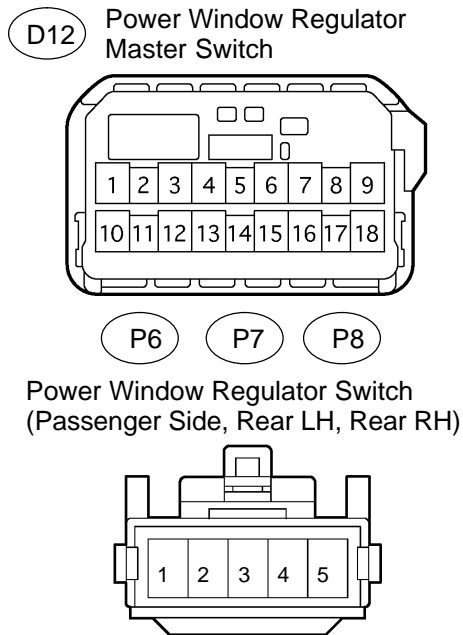 D12 Power Window Regulator
Master Switch
1 2 3 4 5 6 7 8 9
10 11 12 13 14 15 16 17 18
P6 P7 P8
Power Window Regulator Switch
(Passenger Side, Rear LH, Rear RH)
1 2 3 4 5